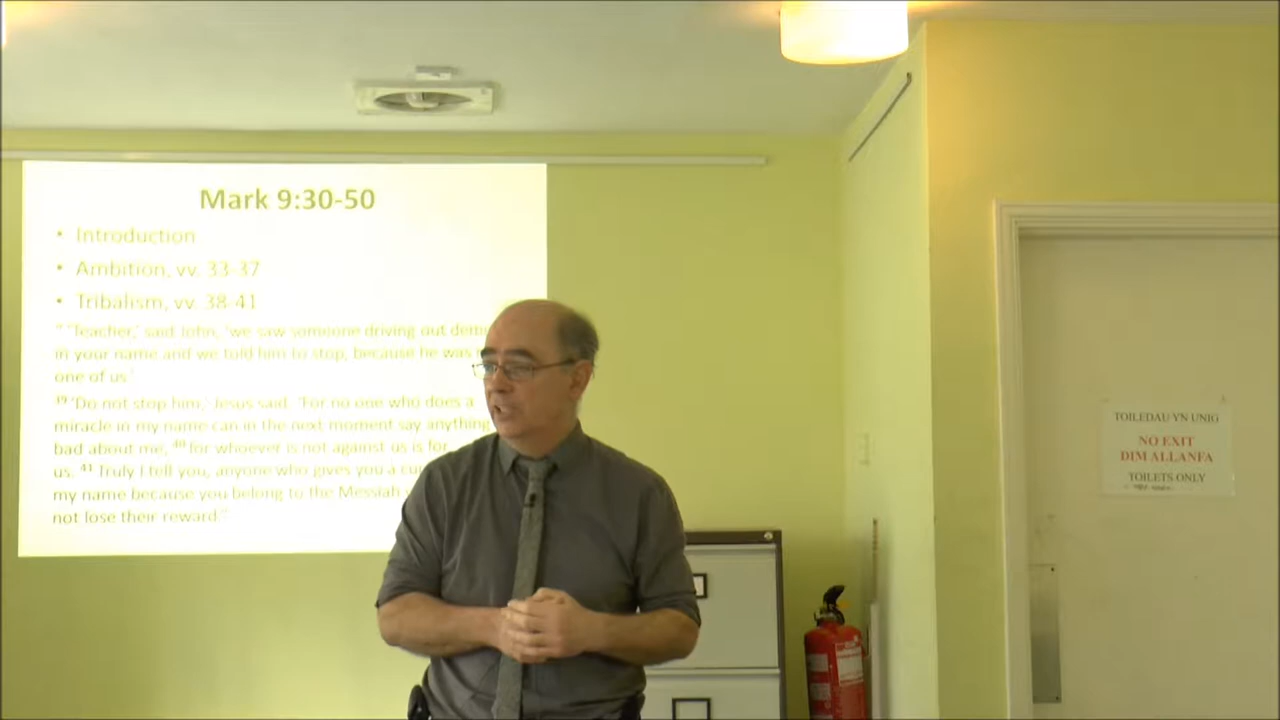 Mark 9:30-50
• Introduction
• Ambition, vv. 33-37
• Tribalism, vv. 38-41
'Teacher,' said John, 'we saw someone driving out
in your name and we told him to stop, because he was
one of us.'
39 'Do not stop him,' Jesus said. 'For no one who does a
miracle in my name can in the next moment say anything
bad about me, 40 for whoever is not against us is for
us. 41 Truly I tell you, anyone who gives you a
my name because you belong to the Messiah
not lose their reward.'
TOILEDAU YN UNIG
NO EXIT
DIM ALLANFA
TOILETS ONLY